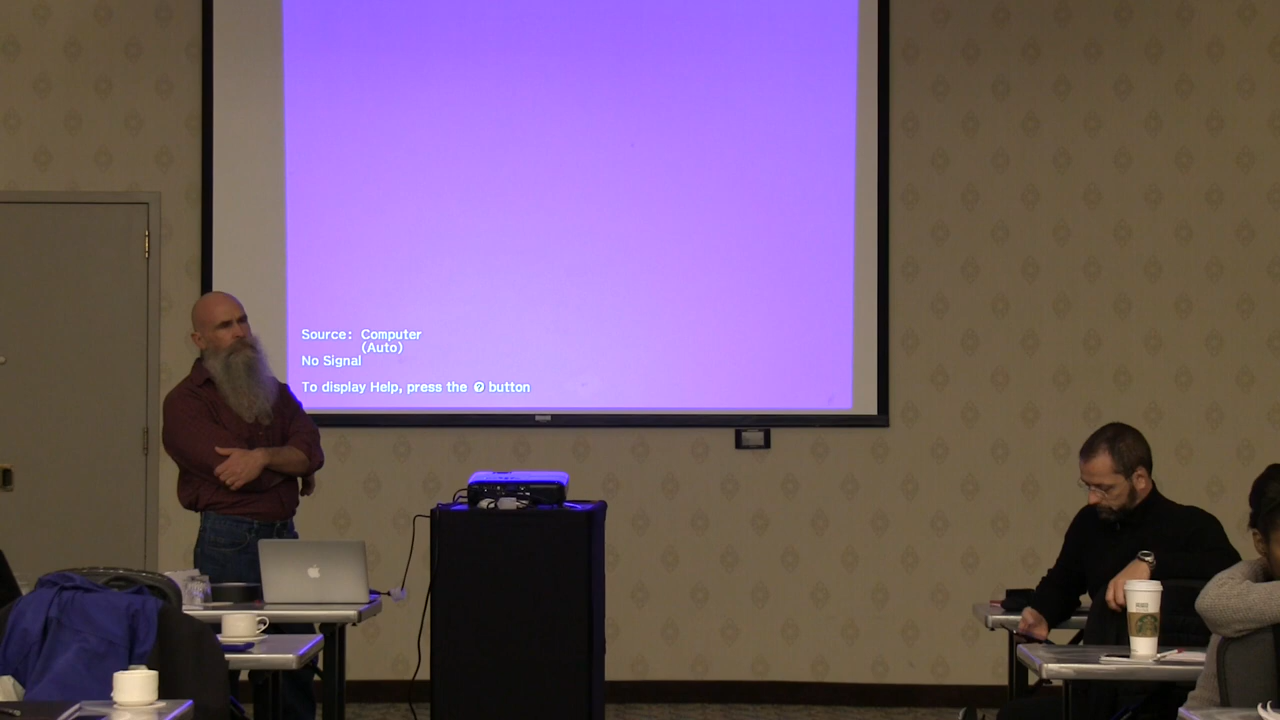 Source: Computer
(Auto)
No Signal
To display Help, press the ? button